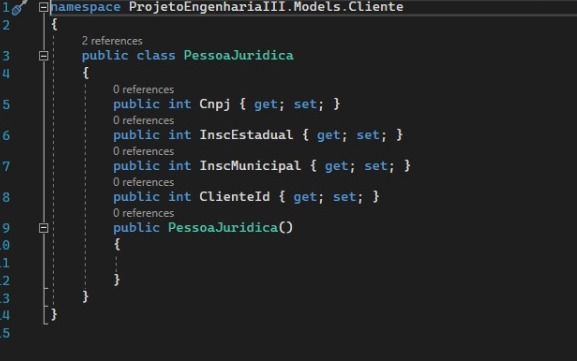 1 namespace ProjetoEngenhariaIII.Models.Cliente
2 {
2 references
3 public class PessoaJuridica
4 {
0 references
5 public int Cnpj { get; set; }
0 references
6 public int InscEstadual { get; set; }
0 references
7 public int InscMunicipal { get; set; }
0 references
8 public int ClienteId { get; set; }
0 references
9 public PessoaJuridica()
10 {
11
12 }
13 }
14 }
15